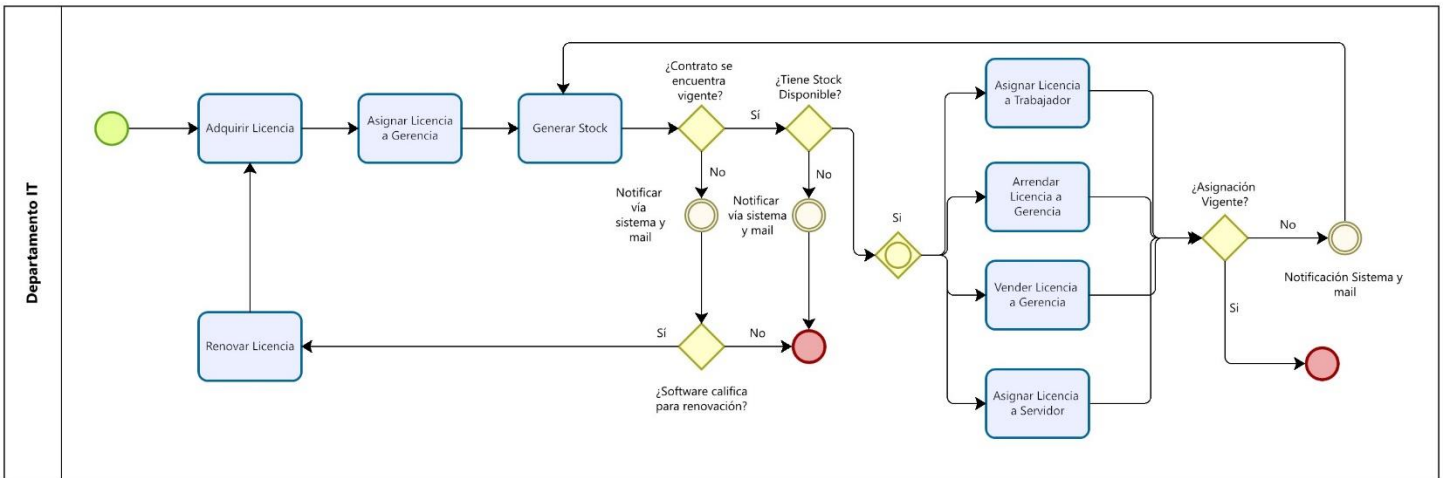 Departamento IT
Adquirir Licencia
Asignar Licencia
a Gerencia
Generar Stock
¿Contrato se
encuentra
vigente?
Sí
¿Tiene Stock
Disponible?
No
Notificar
vía
sistema y
mail
No
Notificar
vía sistema
y mail
Si
Asignar Licencia
a Trabajador
Arrendar
Licencia a
Gerencia
Vender Licencia
a Gerencia
Asignar Licencia
a Servidor
¿Asignación
Vigente?
No
Notificación Sistema y
mail
Si
Renovar Licencia
Sí
No
¿Software califica
para renovación?